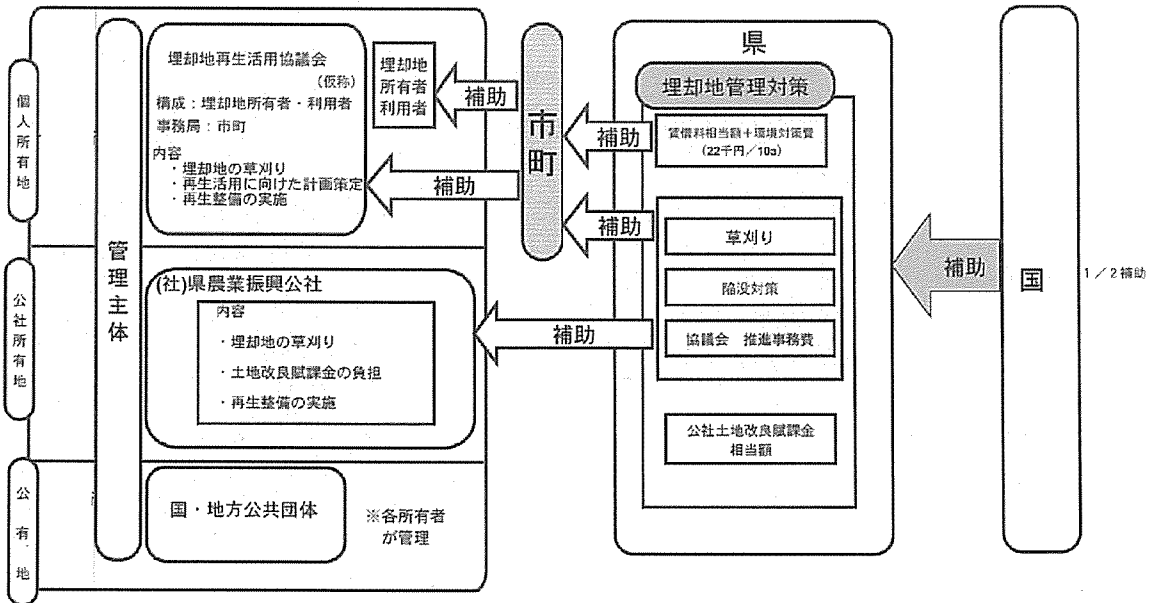 個人所有地
公社所有地
公有地
管理主体
埋却地再生活用協議会
(仮称)
構成：埋却地所有者・利用者
事務局：市町
内容
・埋却地の草刈り
・再生活用に向けた計画策定
・再生整備の実施
埋却地
所有者
利用者
補助
補助
市町
(社)県農業振興公社
内容
・埋却地の草刈り
・土地改良賦課金の負担
・再生整備の実施
補助
国・地方公共団体
※各所有者
が管理
県
埋却地管理対策
補助
賃借料相当額＋環境対策費
(22千円／10a)
補助
草刈り
陥没対策
協議会　推進事務費
公社土地改良賦課金
相当額
補助
国
1／2補助